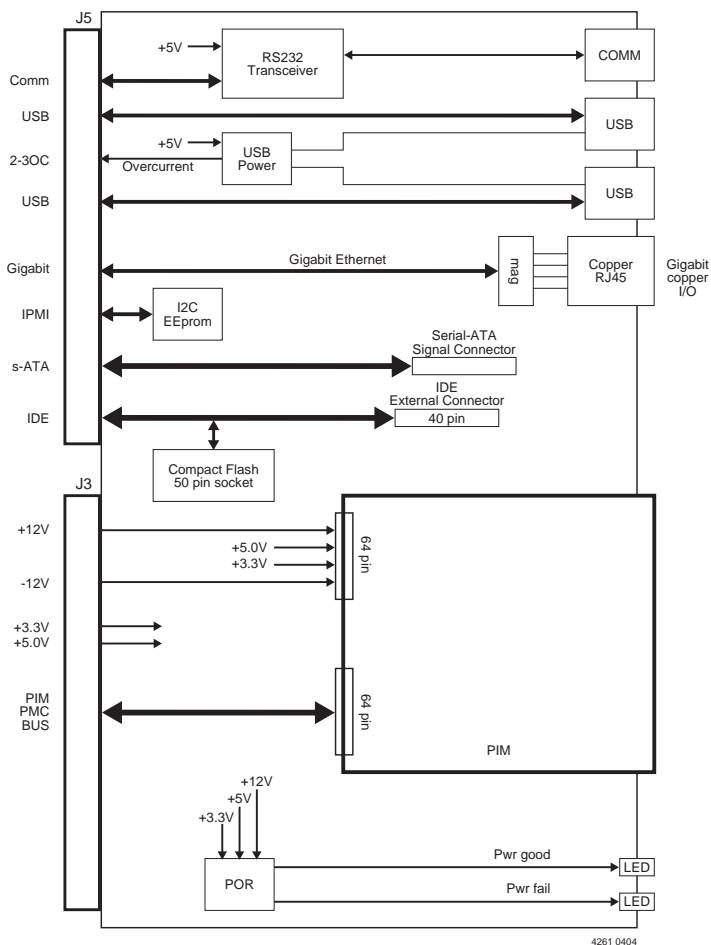 J5
+5V
RS232
Transceiver
COMM
Comm
USB
USB
+5V
USB
Power
2-3OC
Overcurrent
USB
USB
Gigabit
Gigabit Ethernet
mag
Copper
RJ45
Gigabit
copper
I/O
IPMI
I2C
EEprom
Serial-ATA
Signal Connector
s-ATA
IDE
External Connector
IDE
40 pin
Compact Flash
50 pin socket
J3
+12V
+5.0V
+3.3V
64 pin
-12V
+3.3V
+5.0V
PIM
PMC
BUS
64 pin
PIM
+12V
+5V
+3.3V
POR
Pwr good
LED
Pwr fail
LED
4261 0404